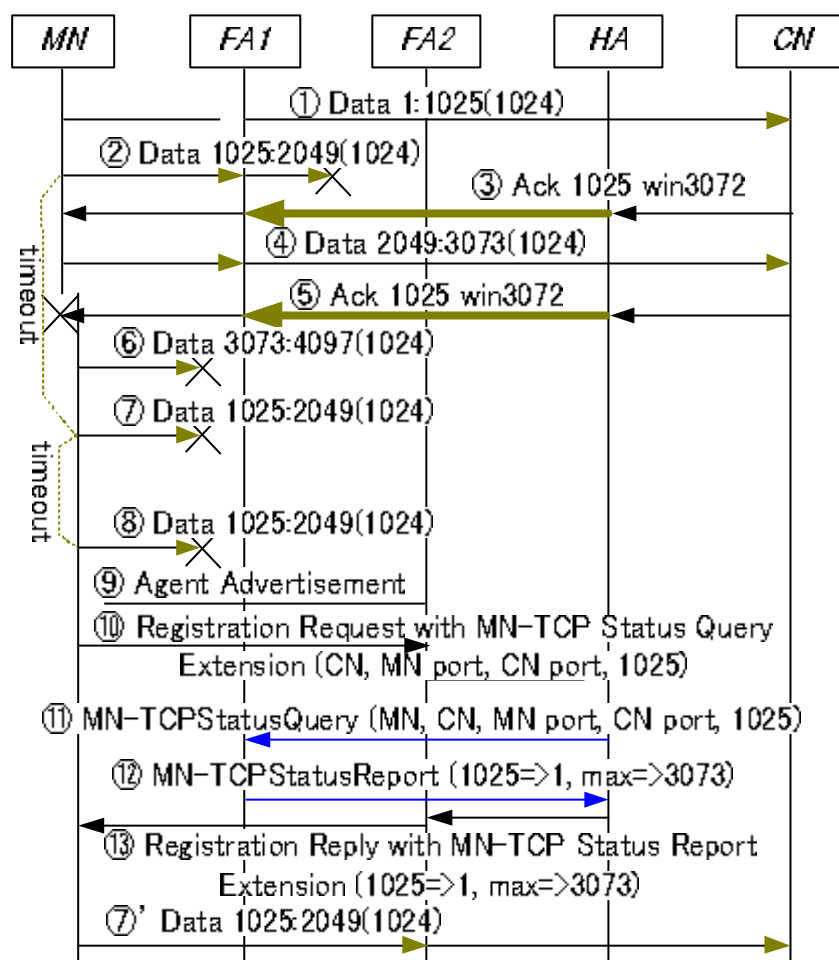 MN FA1 FA2 HA CN
① Data 1:1025(1024)
② Data 1025:2049(1024)
③ Ack 1025 win3072
④ Data 2049:3073(1024)
timeout
⑤ Ack 1025 win3072
⑥ Data 3073:4097(1024)
⑦ Data 1025:2049(1024)
timeout
⑧ Data 1025:2049(1024)
⑨ Agent Advertisement
⑩ Registration Request with MN-TCP Status Query
Extension (CN, MN port, CN port, 1025)
⑪ MN-TCPStatusQuery (MN, CN, MN port, CN port, 1025)
⑫ MN-TCPStatusReport (1025=>1, max=>3073)
⑬ Registration Reply with MN-TCP Status Report
Extension (1025=>1, max=>3073)
⑦' Data 1025:2049(1024)